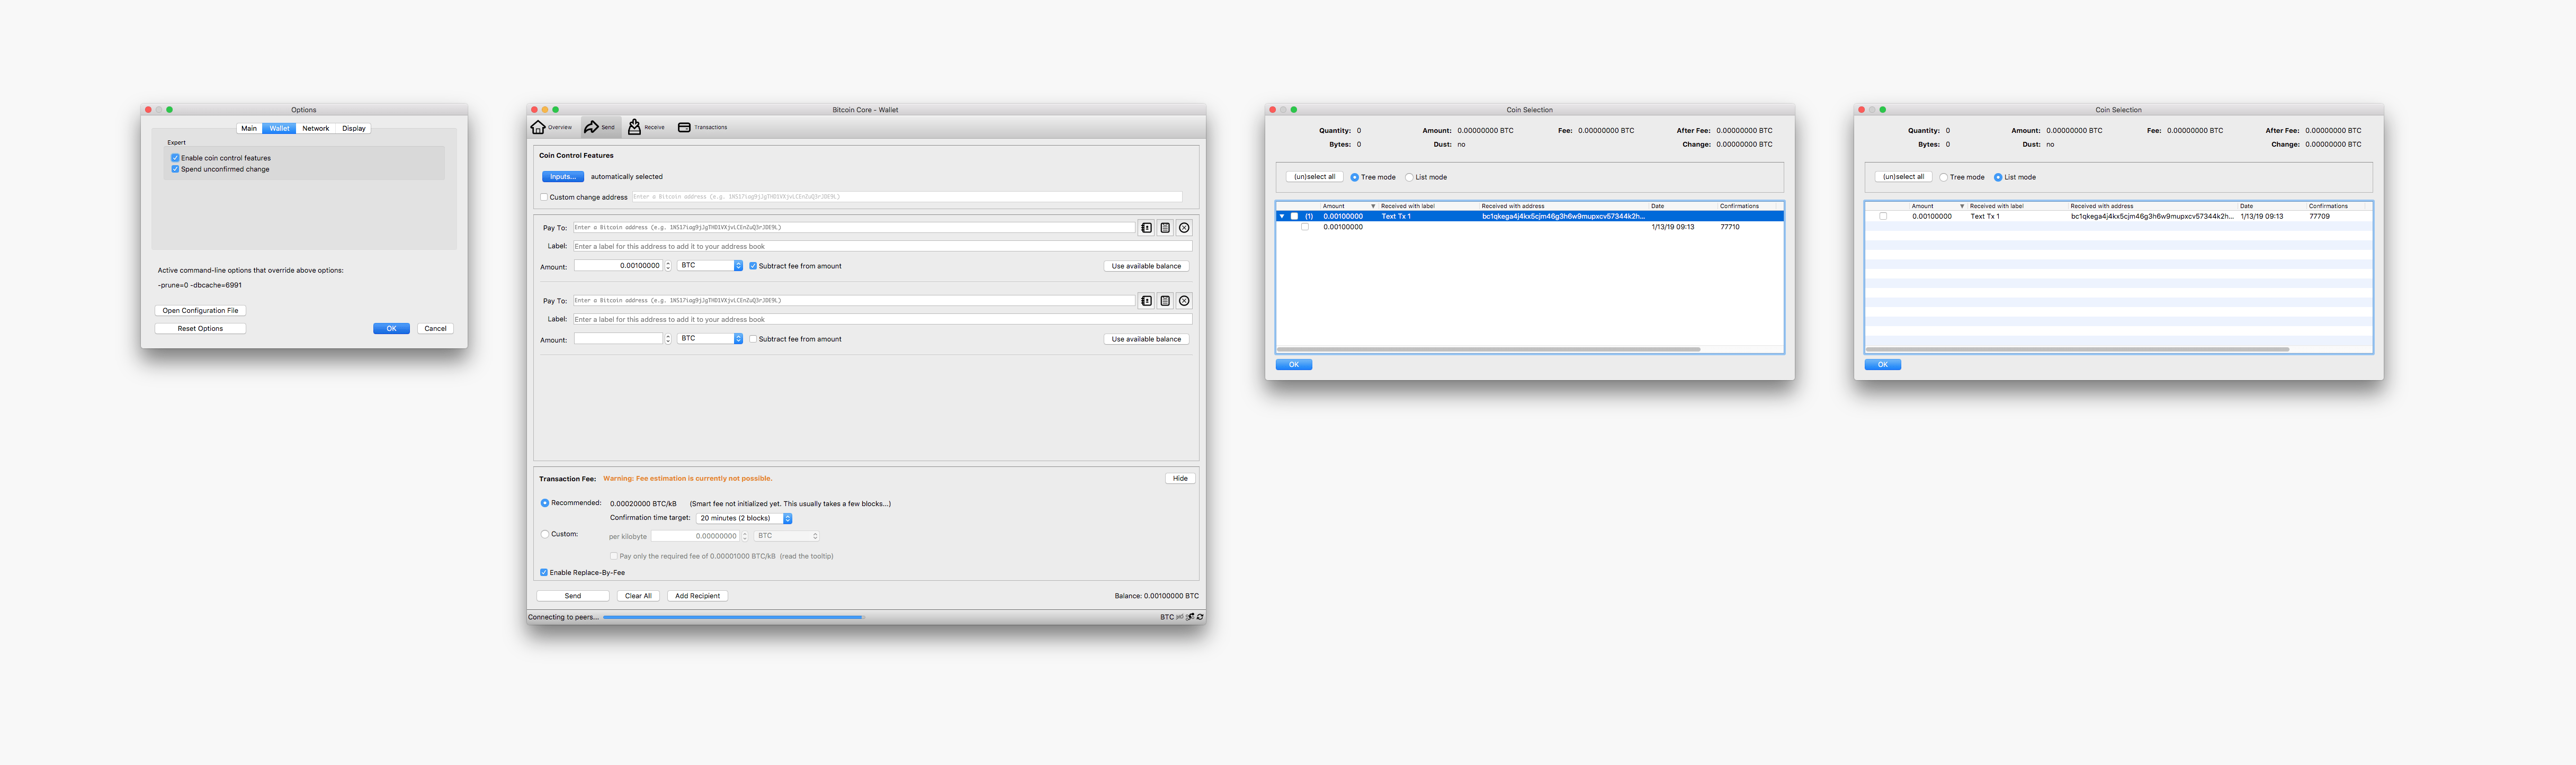 Options
Main Wallet Network Display
Expert
Enable coin control features
Spend unconfirmed change
Active command-line options that override above options:
-prune=0 -dbcache=6991
Open Configuration File
Reset Options OK Cancel
Bitcoin Core - Wallet
Overview Send Receive Transactions
Coin Control Features
Inputs... automatically selected
Custom change address Enter a Bitcoin address (e.g. 1NS17iag9jJgTHD1VXjvLCEnZuQ3rJDE9L)
Pay To: Enter a Bitcoin address (e.g. 1NS17iag9jJgTHD1VXjvLCEnZuQ3rJDE9L)
Label: Enter a label for this address to add it to your address book
Amount: 0.00100000 BTC Subtract fee from amount Use available balance
Pay To: Enter a Bitcoin address (e.g. 1NS17iag9jJgTHD1VXjvLCEnZuQ3rJDE9L)
Label: Enter a label for this address to add it to your address book
Amount: BTC Subtract fee from amount Use available balance
Transaction Fee: Warning: Fee estimation is currently not possible. Hide
Recommended: 0.00020000 BTC/kB (Smart fee not initialized yet. This usually takes a few blocks...)
Confirmation time target: 20 minutes (2 blocks)
Custom: per kilobyte 0.00000000 BTC
Pay only the required fee of 0.00001000 BTC/kB (read the tooltip)
Enable Replace-By-Fee
Send Clear All Add Recipient Balance: 0.00100000 BTC
Connecting to peers... BTC
Coin Selection
Quantity: 0 Amount: 0.00000000 BTC Fee: 0.00000000 BTC After Fee: 0.00000000 BTC
Bytes: 0 Dust: no Change: 0.00000000 BTC
(un)select all Tree mode List mode
Amount Received with label Received with address Date Confirmations
(1) 0.00100000 Text Tx 1 bc1qkega4j4kx5cjm46g3h6w9mupxcv57344k2h...
0.00100000 1/13/19 09:13 77710
OK
Coin Selection
Quantity: 0 Amount: 0.00000000 BTC Fee: 0.00000000 BTC After Fee: 0.00000000 BTC
Bytes: 0 Dust: no Change: 0.00000000 BTC
(un)select all Tree mode List mode
Amount Received with label Received with address Date Confirmations
0.00100000 Text Tx 1 bc1qkega4j4kx5cjm46g3h6w9mupxcv57344k2h... 1/13/19 09:13 77709
OK